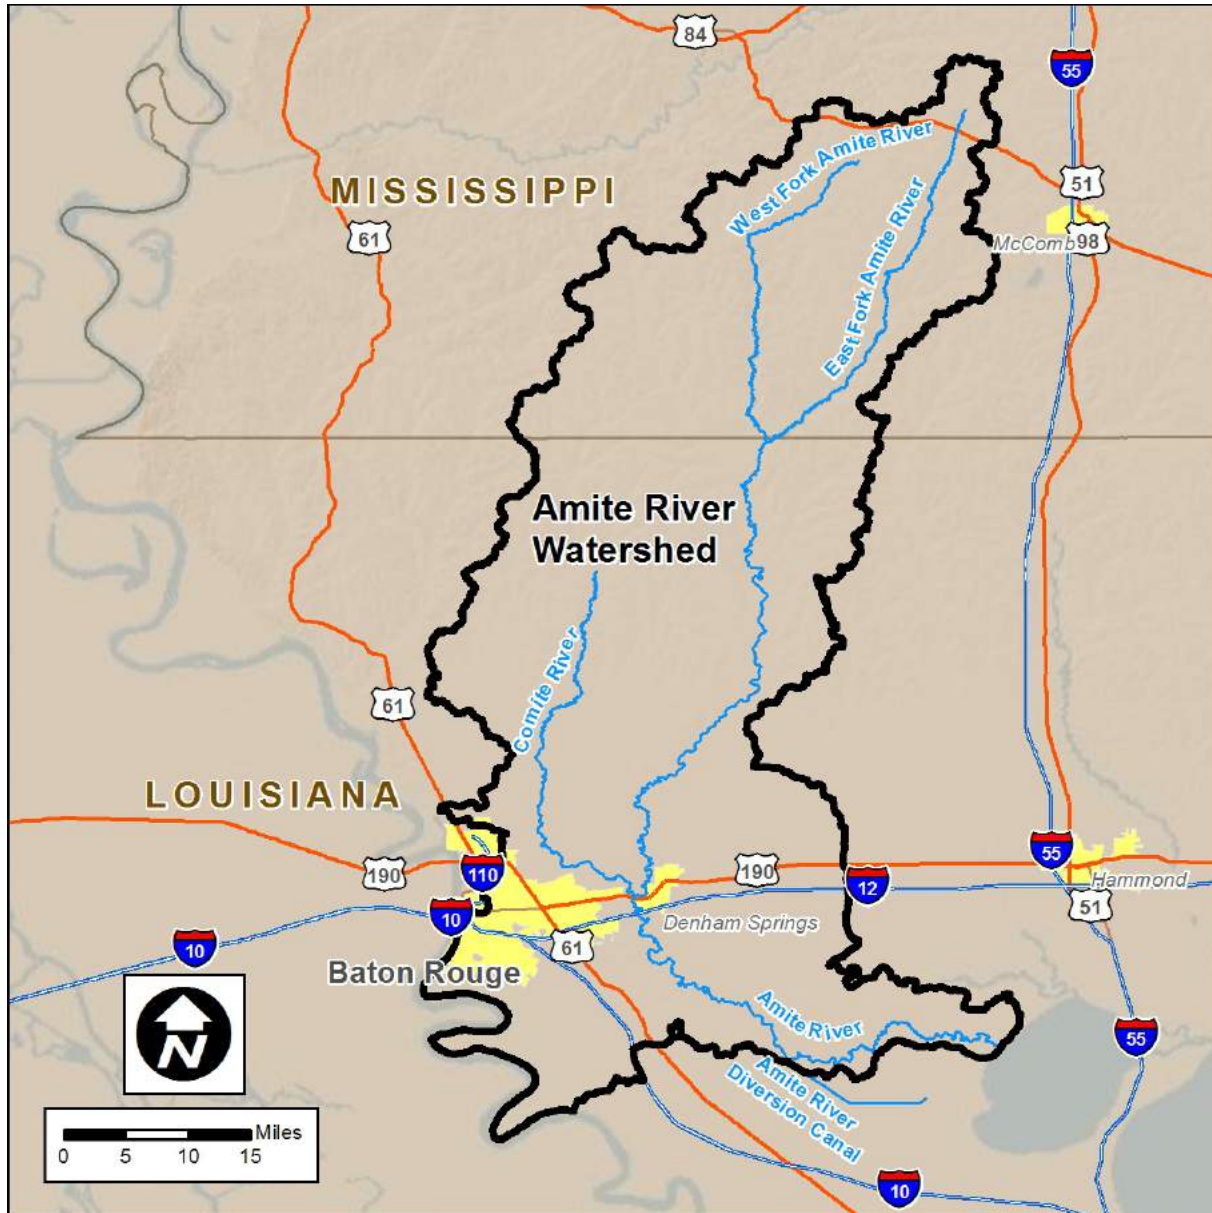 84
55
West Fork Amite River
MISSISSIPPI
51
61
McComb
98
East Fork Amite River
Amite River
Watershed
Comite River
61
LOUISIANA
190
110
190
55
12
Hammond
10
51
10
61
Denham Springs
Baton Rouge
N
Amite River
55
Amite River
Diversion Canal
Miles
0 5 10 15
10